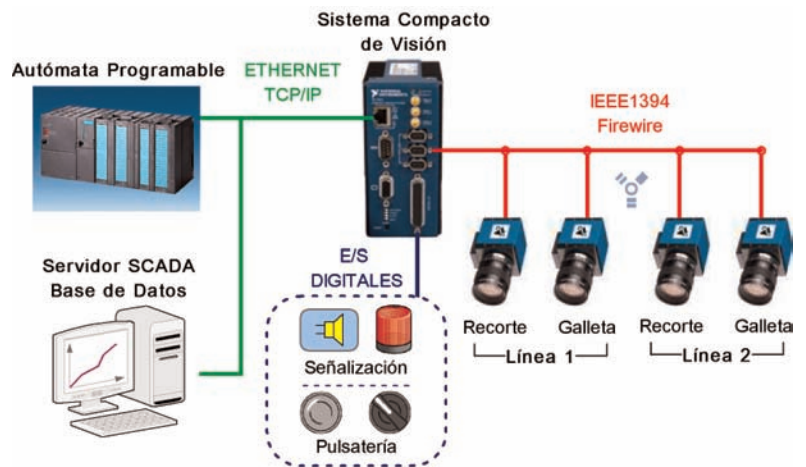 Sistema Compacto
de Visión
Autómata Programable
ETHERNET
TCP/IP
IEEE1394
Firewire
Servidor SCADA
Base de Datos
E/S
DIGITALES
Señalización
Pulsatería
Recorte
Galleta
Recorte
Galleta
Línea 1
Línea 2